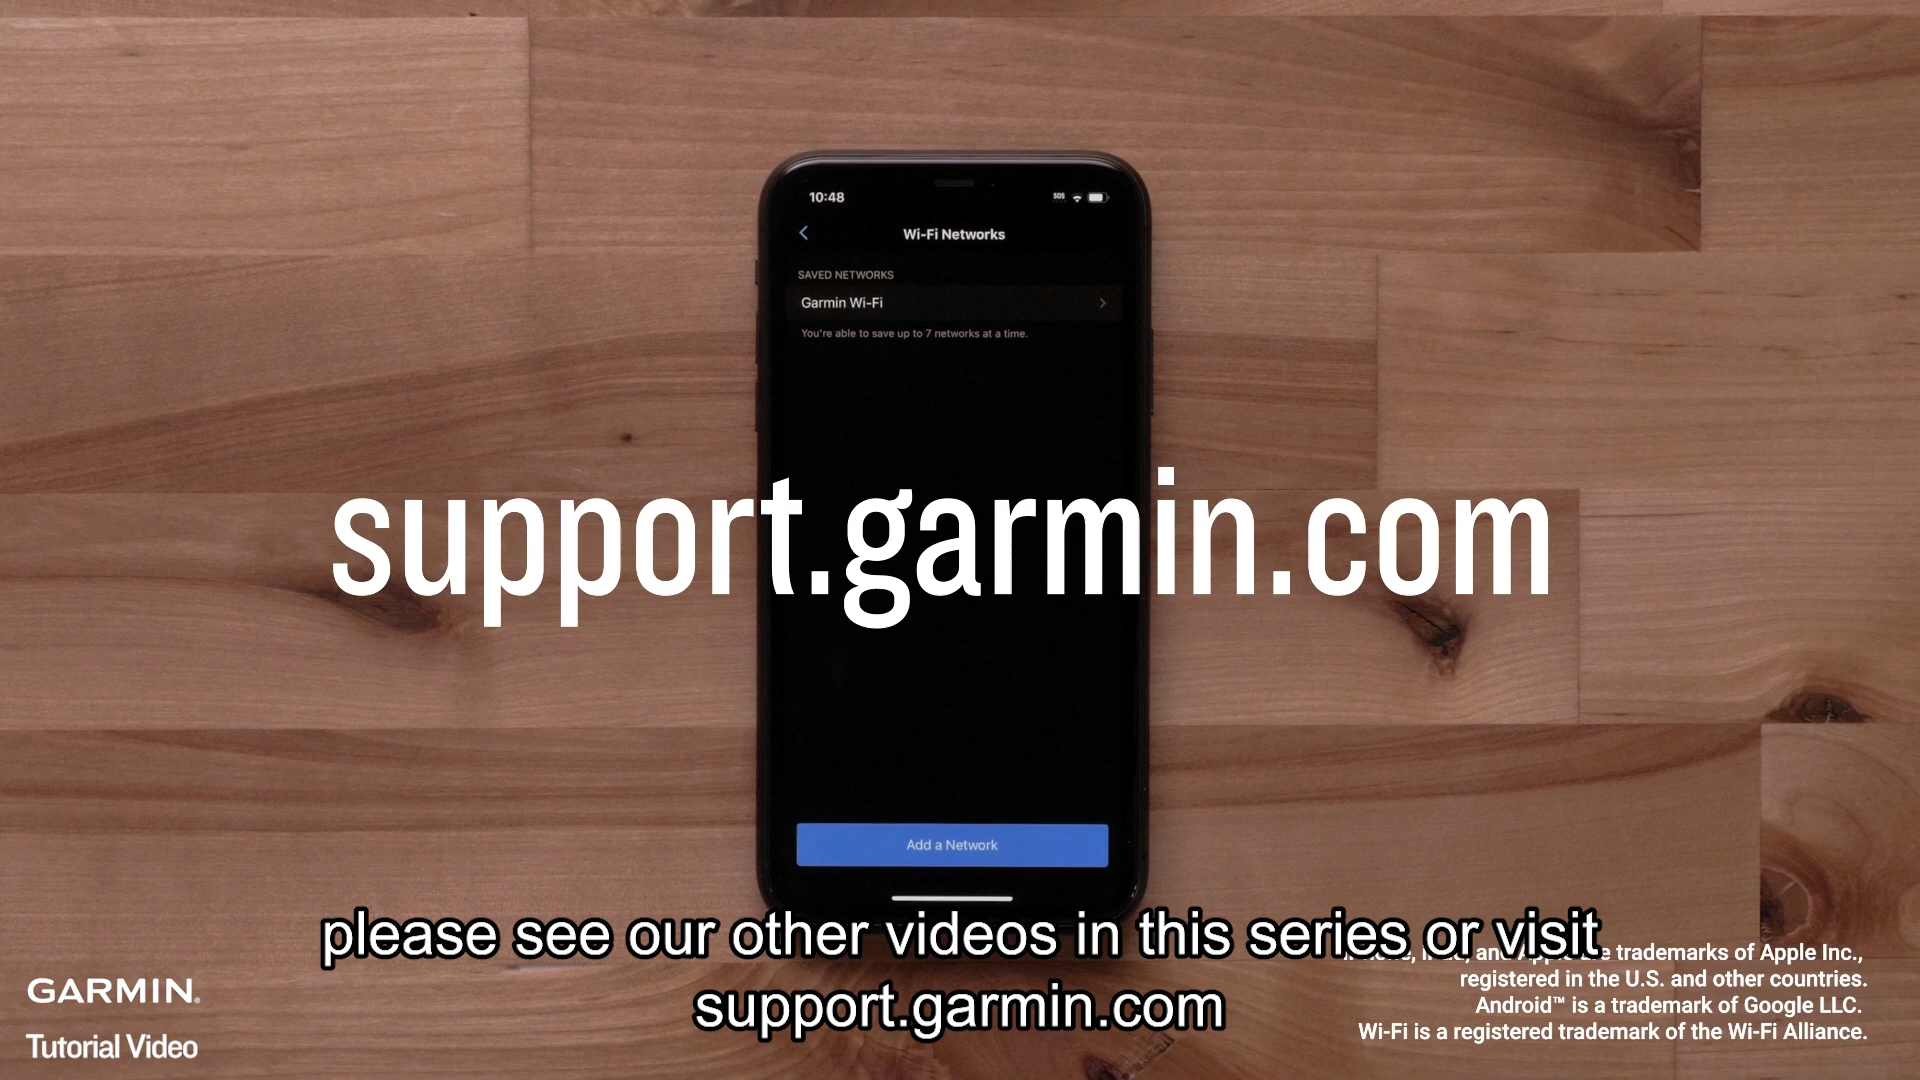 10:48
SOS
Wi-Fi Networks
SAVED NETWORKS
Garmin Wi-Fi
You're able to save up to 7 networks at a time.
support.garmin.com
Add a Network
please see our other videos in this series or visit
support.garmin.com
GARMIN®
Tutorial Video
trademarks of Apple Inc.,
registered in the U.S. and other countries.
Android™ is a trademark of Google LLC.
Wi-Fi is a registered trademark of the Wi-Fi Alliance.